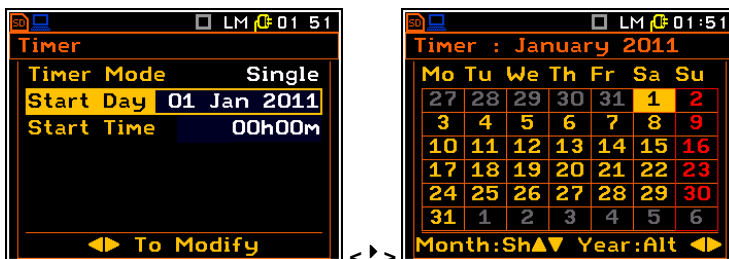 SD LM 01 51
Timer
Timer Mode Single
Start Day 01 Jan 2011
Start Time 00h00m
◀▶ To Modify
< ▶ >
SD LM 01:51
Timer : January 2011
Mo Tu We Th Fr Sa Su
27 28 29 30 31 1 2
3 4 5 6 7 8 9
10 11 12 13 14 15 16
17 18 19 20 21 22 23
24 25 26 27 28 29 30
31 1 2 3 4 5 6
Month:Sh▲▼ Year:Alt ◀▶